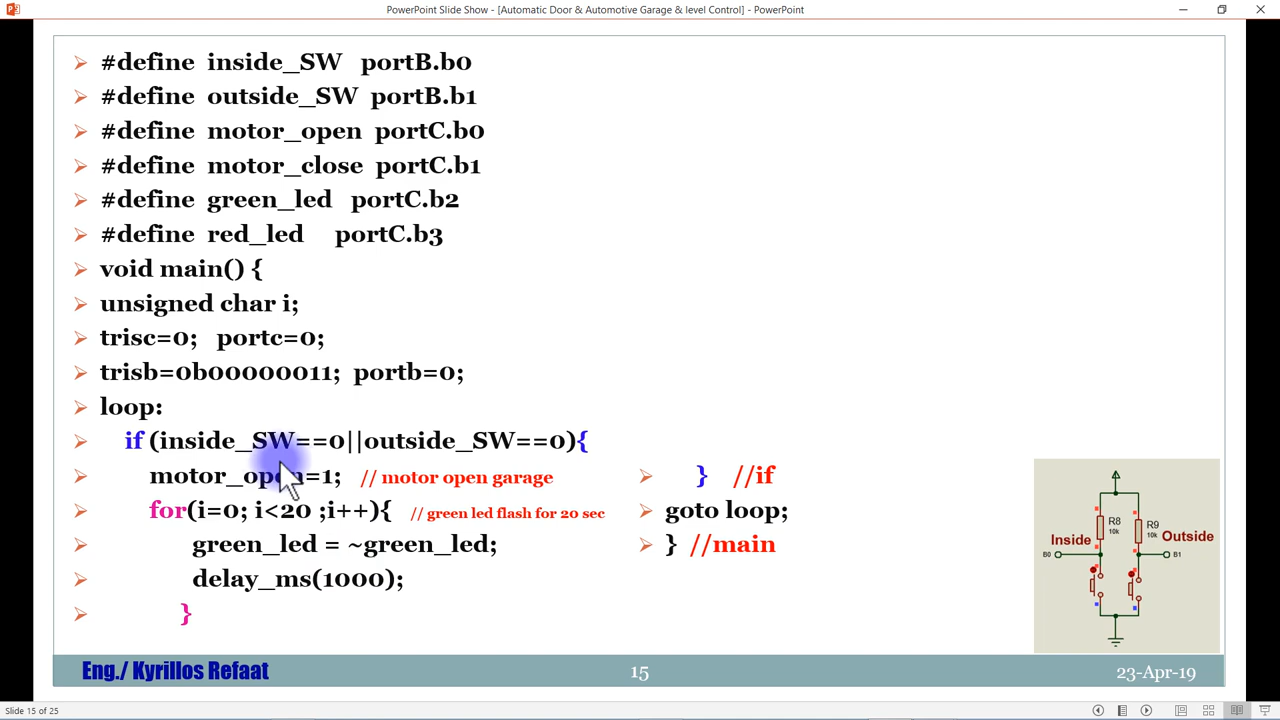 PowerPoint Slide Show - [Automatic Door & Automotive Garage & level Control] - PowerPoint
#define inside_SW portB.b0
#define outside_SW portB.b1
#define motor_open portC.b0
#define motor_close portC.b1
#define green_led portC.b2
#define red_led portC.b3
void main() {
unsigned char i;
trisc=0; portc=0;
trisb=0b00000011; portb=0;
loop:
if (inside_SW==0||outside_SW==0){
motor_open=1; // motor open garage
for(i=0; i<20 ;i++){ // green led flash for 20 sec
green_led = ~green_led;
delay_ms(1000);
}
} //if
goto loop;
} //main
R8
10k
R9
10k
Inside
Outside
B0
B1
Eng./ Kyrillos Refaat
15
23-Apr-19
Slide 15 of 25